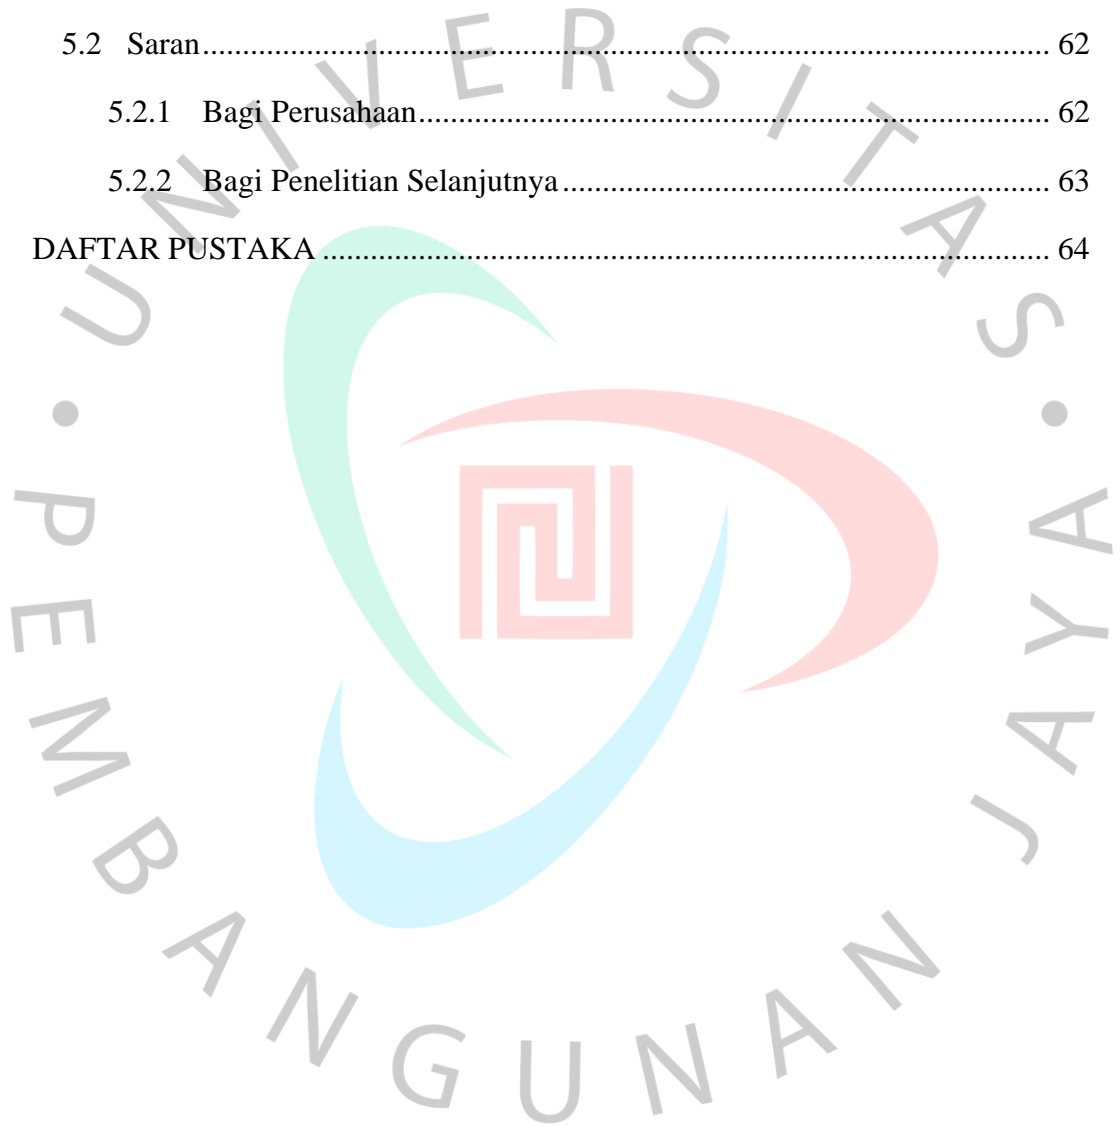 5.2 Saran........ 62
5.2.1 Bagi Perusahaan........ 62
5.2.2 Bagi Penelitian Selanjutnya........ 63
DAFTAR PUSTAKA........ 64
UNIVERSITAS
PEMBANGUNAN JAYA